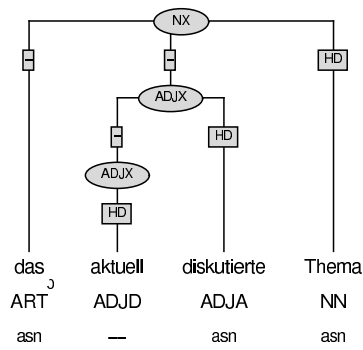 NX
– – HD
ADJX
– HD
ADJX
HD
das aktuell diskutierte Thema
J
ART ADJD ADJA NN
asn –– asn asn